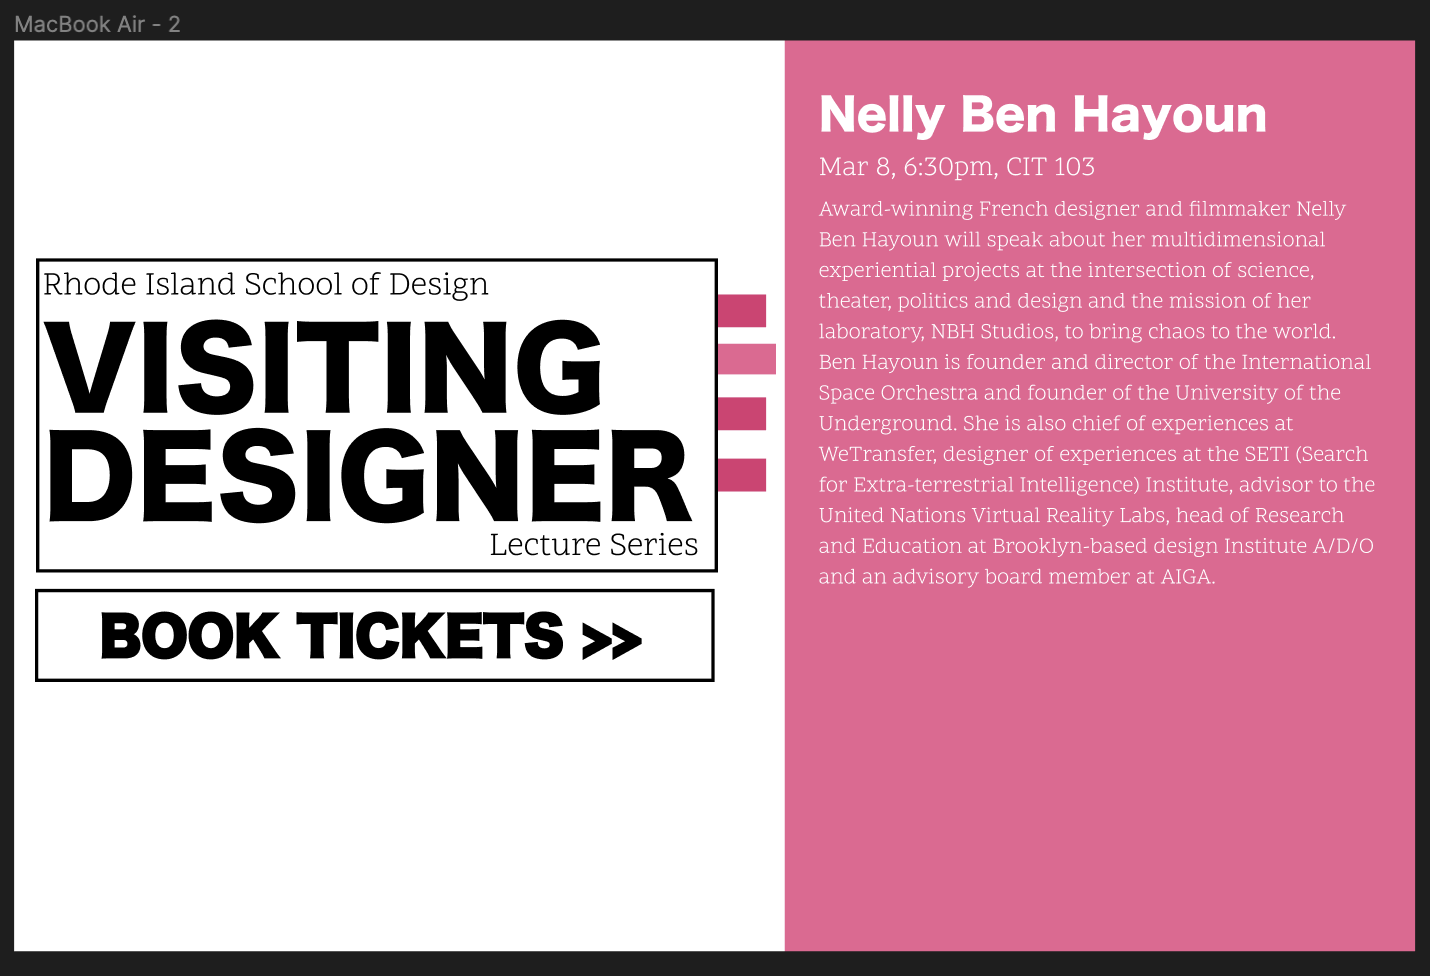 MacBook Air - 2
Rhode Island School of Design
VISITING
DESIGNER
Lecture Series
BOOK TICKETS >>
Nelly Ben Hayoun
Mar 8, 6:30pm, CIT 103
Award-winning French designer and filmmaker Nelly
Ben Hayoun will speak about her multidimensional
experiential projects at the intersection of science,
theater, politics and design and the mission of her
laboratory, NBH Studios, to bring chaos to the world.
Ben Hayoun is founder and director of the International
Space Orchestra and founder of the University of the
Underground. She is also chief of experiences at
WeTransfer, designer of experiences at the SETI (Search
for Extra-terrestrial Intelligence) Institute, advisor to the
United Nations Virtual Reality Labs, head of Research
and Education at Brooklyn-based design Institute A/D/O
and an advisory board member at AIGA.